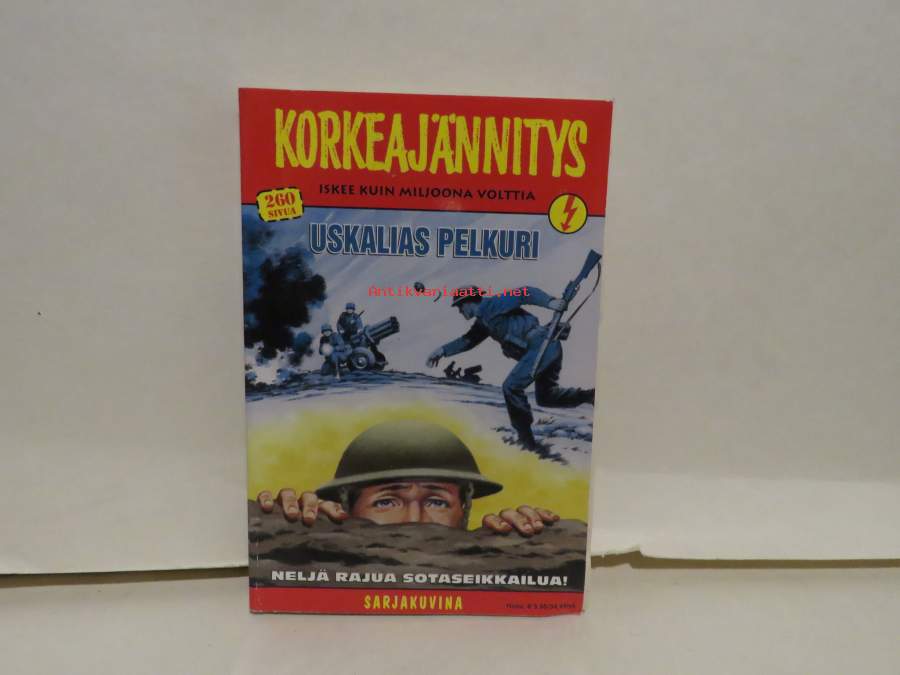 KORKEAJÄNNITYS
ISKEE KUIN MILJOONA VOLTTIA
260
SIVUA
USKALIAS PELKURI
Antikvariaatti.net
NELJÄ RAJUA SOTASEIKKAILUA!
SARJAKUVINA